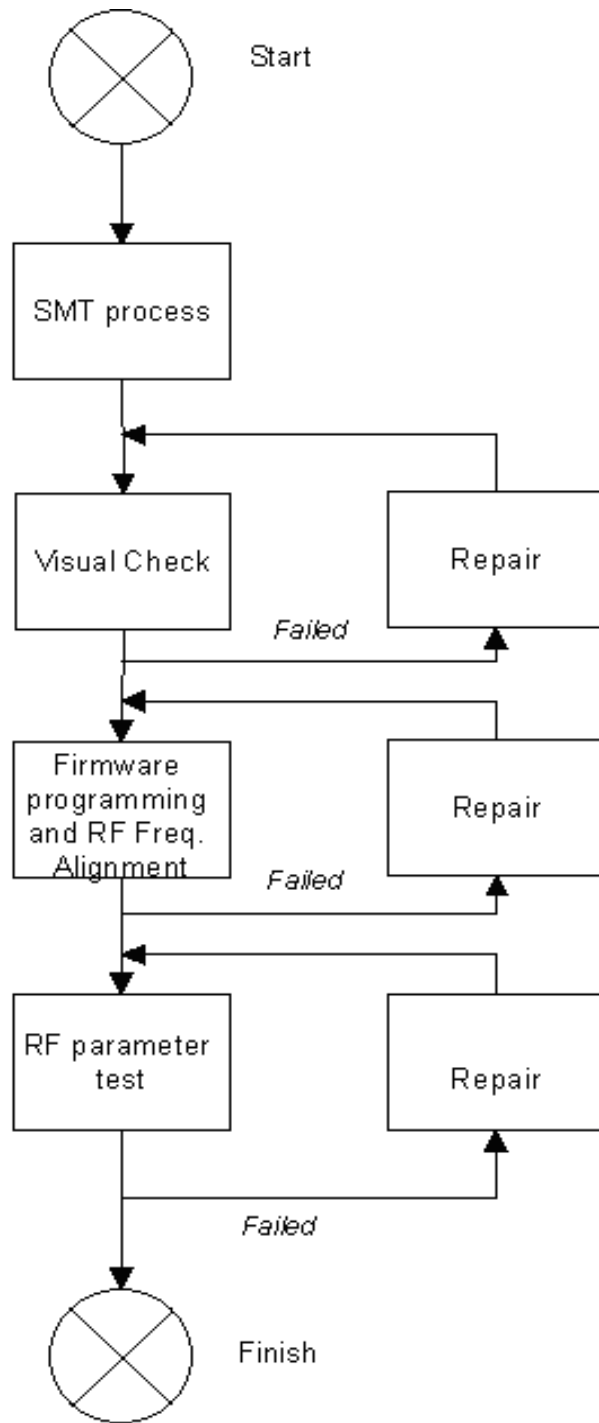 Start
SMT process
Visual Check
Repair
Failed
Firmware
programming
and RF Freq.
Alignment
Repair
Failed
RF parameter
test
Repair
Failed
Finish